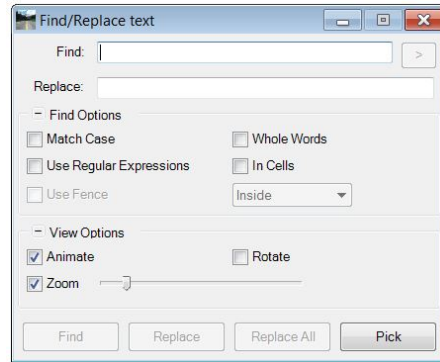 Find/Replace text
Find:
>
Replace:
Find Options
Match Case
Whole Words
Use Regular Expressions
In Cells
Use Fence
Inside
View Options
Animate
Rotate
Zoom
Find Replace Replace All Pick